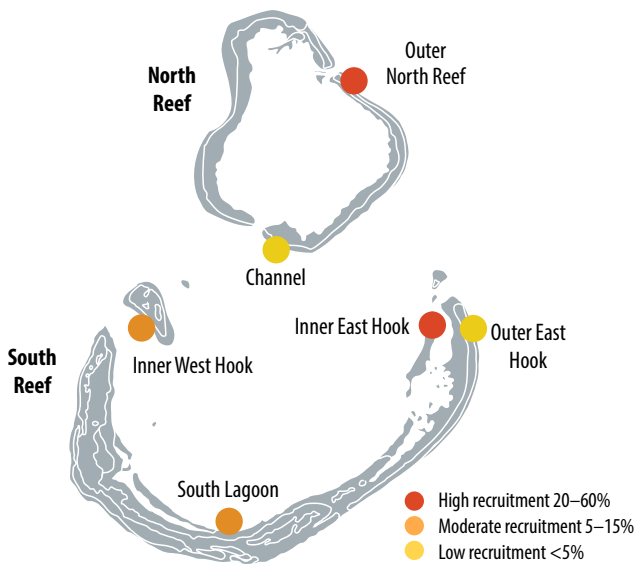 Outer
North Reef
North
Reef
Channel
Inner East Hook
Outer East
Hook
Inner West Hook
South
Reef
South Lagoon
High recruitment 20–60%
Moderate recruitment 5–15%
Low recruitment <5%